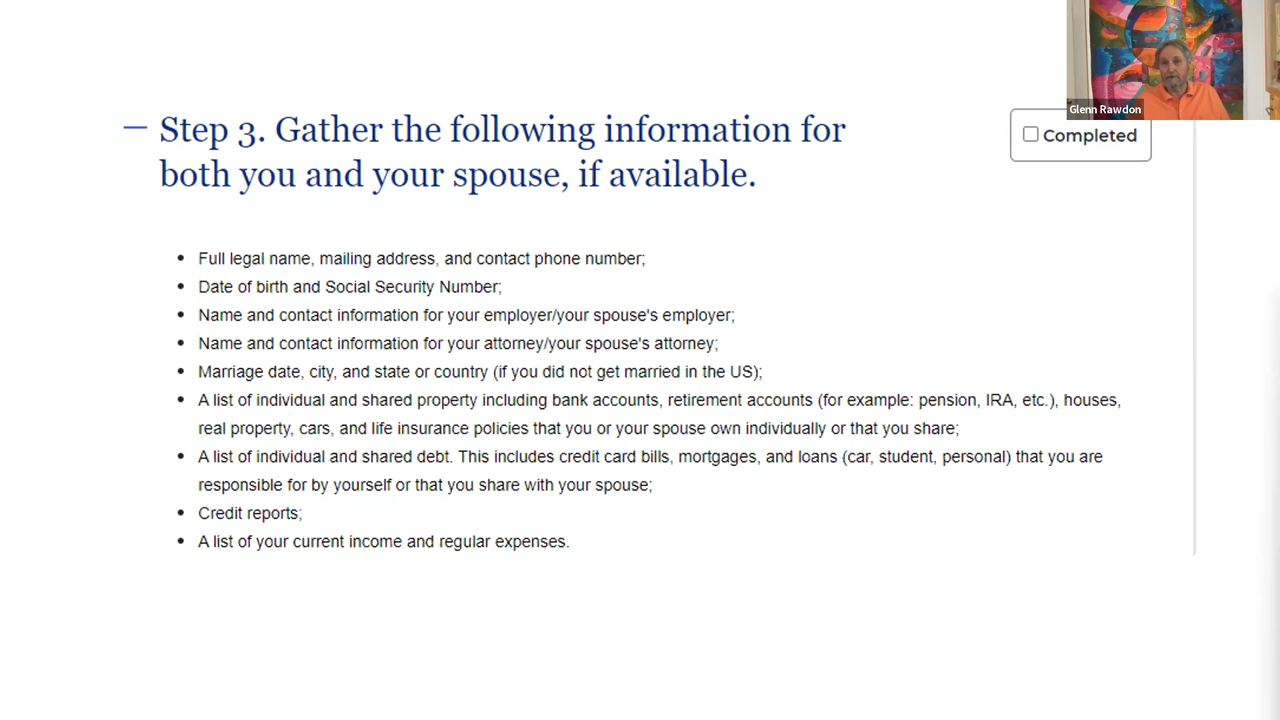 Glenn Rawdon
Step 3. Gather the following information for
both you and your spouse, if available.
Completed
• Full legal name, mailing address, and contact phone number;
• Date of birth and Social Security Number;
• Name and contact information for your employer/your spouse's employer;
• Name and contact information for your attorney/your spouse's attorney;
• Marriage date, city, and state or country (if you did not get married in the US);
• A list of individual and shared property including bank accounts, retirement accounts (for example: pension, IRA, etc.), houses,
real property, cars, and life insurance policies that you or your spouse own individually or that you share;
• A list of individual and shared debt. This includes credit card bills, mortgages, and loans (car, student, personal) that you are
responsible for by yourself or that you share with your spouse;
• Credit reports;
• A list of your current income and regular expenses.